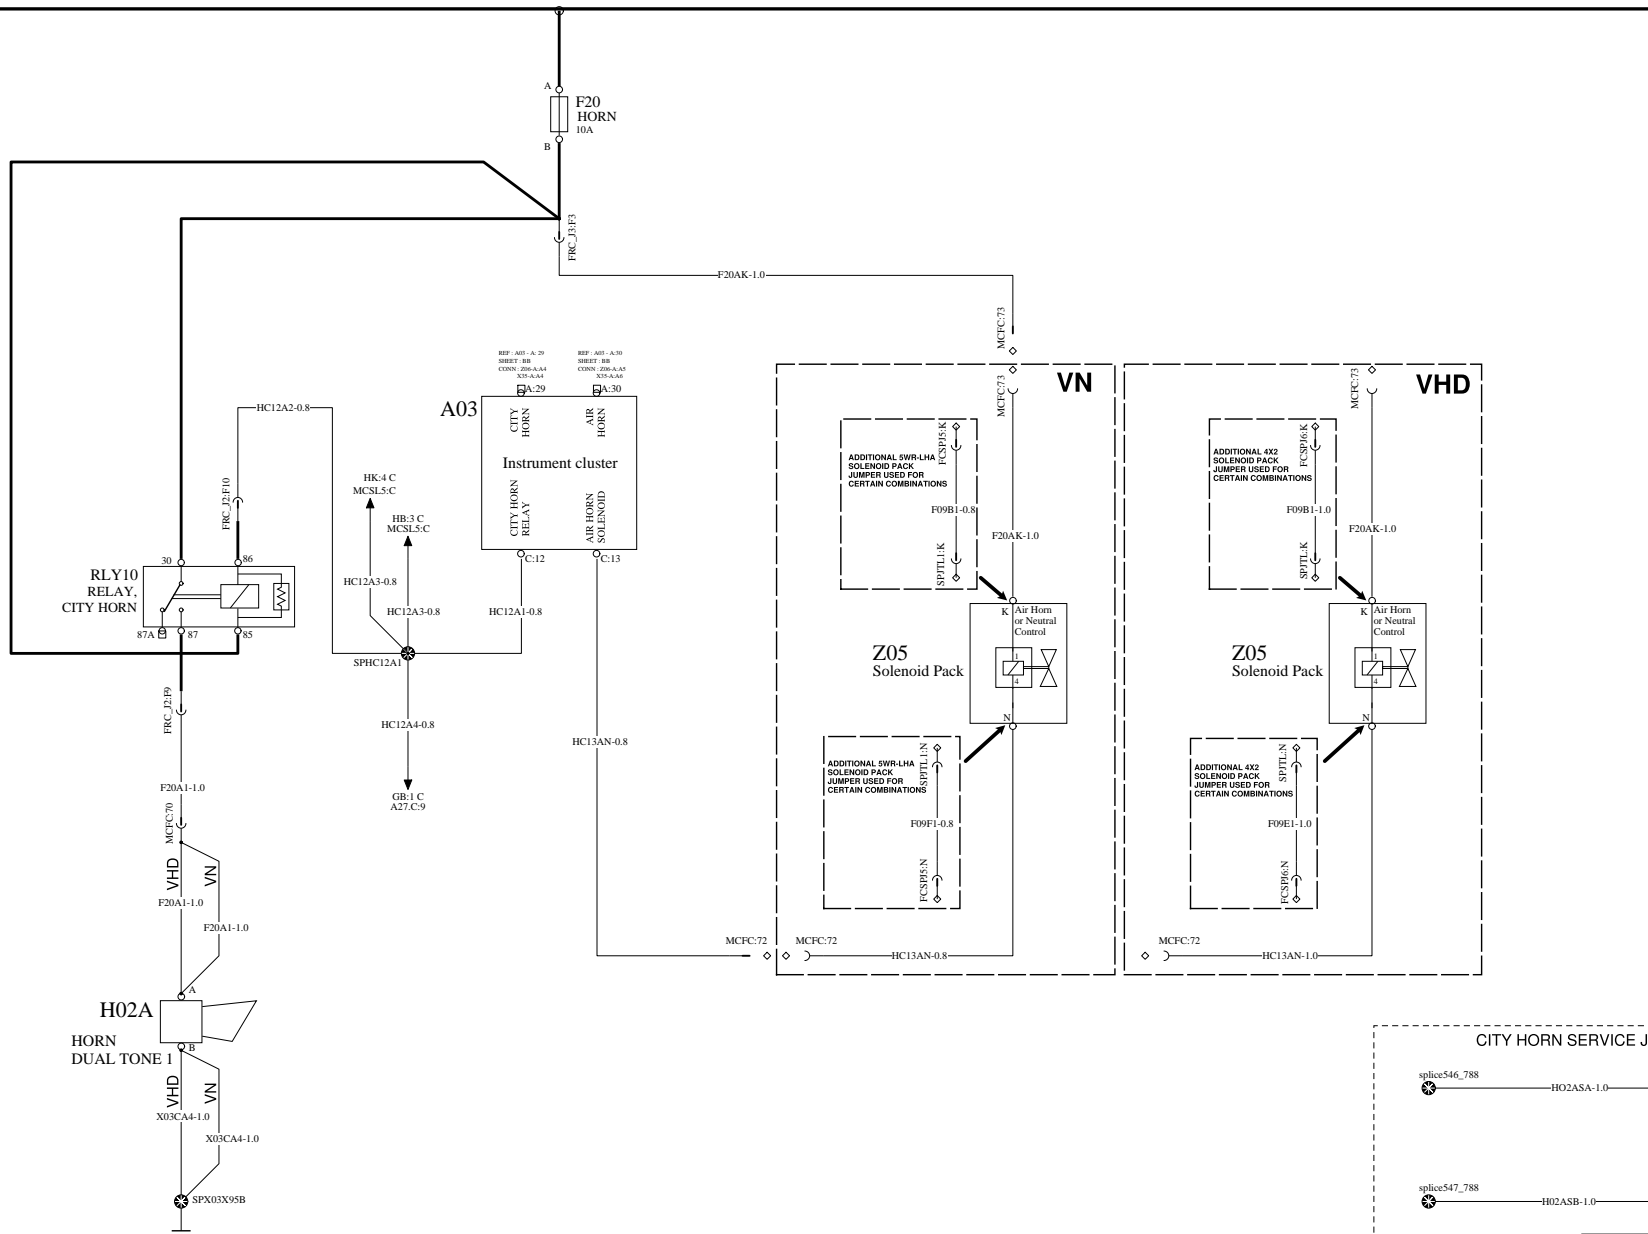 A
F20
HORN
10A
B
FRC_J3:F3
F20AK-1.0
MCFC:73
REF : A03 - A: 29
SHEET : BB
CONN : Z06-A:A4
X35-A:A4
REF : A03 - A:30
SHEET : BB
CONN : Z06-A:A5
X35-A:A6
A:29
A:30
A03
CITY
HORN
AIR
HORN
Instrument cluster
CITY HORN
RELAY
AIR HORN
SOLENOID
C:12
C:13
HC12A2-0.8
FRC_J2:F10
HK:4 C
MCSL5:C
HB:3 C
MCSL5:C
HC12A3-0.8
HC12A3-0.8
HC12A1-0.8
SPHC12A1
HC12A4-0.8
GB:1 C
A27.C:9
HC13AN-0.8
30
86
RLY10
RELAY,
CITY HORN
87A
87
85
FRC_J2:F9
F20A1-1.0
MCFC:70
VHD
VN
F20A1-1.0
F20A1-1.0
A
H02A
HORN
DUAL TONE 1
B
VHD
VN
X03CA4-1.0
X03CA4-1.0
SPX03X95B
VN
MCFC:73
ADDITIONAL 5WR-LHA
SOLENOID PACK
JUMPER USED FOR
CERTAIN COMBINATIONS
FCSPJ5:K
F09B1-0.8
SPJTL1:K
F20AK-1.0
K
Air Horn
or Neutral
Control
Z05
Solenoid Pack
1
4
N
ADDITIONAL 5WR-LHA
SOLENOID PACK
JUMPER USED FOR
CERTAIN COMBINATIONS
SPJTL1:N
F09F1-0.8
FCSPJ5:N
MCFC:72
MCFC:72
HC13AN-0.8
VHD
MCFC:73
ADDITIONAL 4X2
SOLENOID PACK
JUMPER USED FOR
CERTAIN COMBINATIONS
FCSPJ6:K
F09B1-1.0
SPJTL:K
F20AK-1.0
K
Air Horn
or Neutral
Control
Z05
Solenoid Pack
1
4
N
ADDITIONAL 4X2
SOLENOID PACK
JUMPER USED FOR
CERTAIN COMBINATIONS
SPJTL:N
F09E1-1.0
FCSPJ6:N
MCFC:72
HC13AN-1.0
CITY HORN SERVICE J
splice546_788
HO2ASA-1.0
splice547_788
H02ASB-1.0